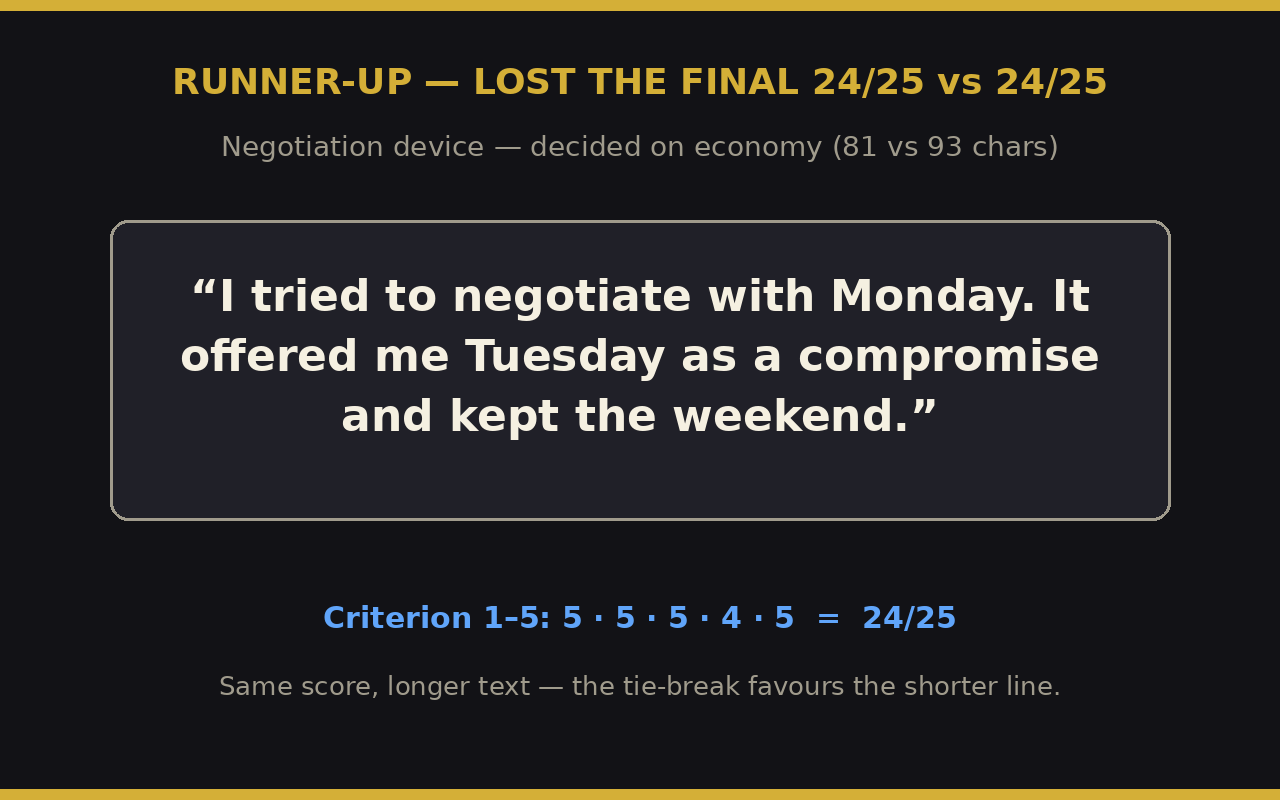 RUNNER-UP — LOST THE FINAL 24/25 vs 24/25
Negotiation device — decided on economy (81 vs 93 chars)
“I tried to negotiate with Monday. It
offered me Tuesday as a compromise
and kept the weekend.”
Criterion 1–5: 5 · 5 · 5 · 4 · 5 = 24/25
Same score, longer text — the tie-break favours the shorter line.